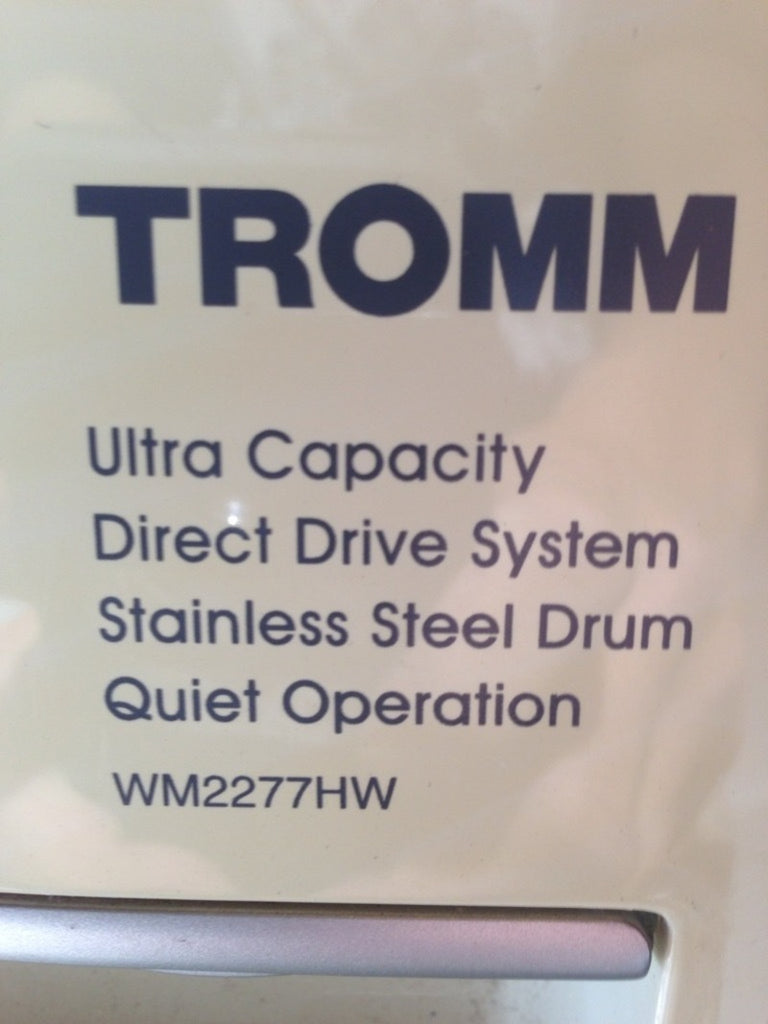 TROMM
Ultra Capacity
Direct Drive System
Stainless Steel Drum
Quiet Operation
WM2277HW